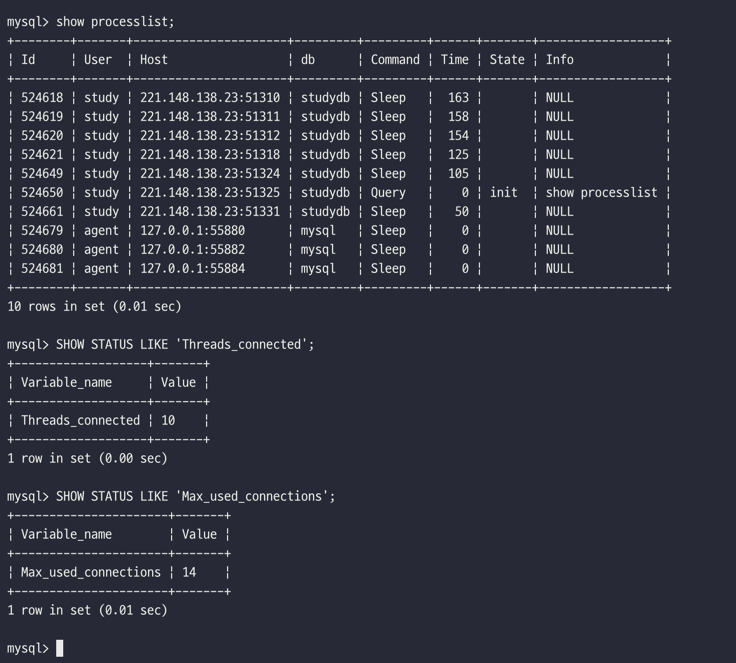 mysql> show processlist;
+--------+-------+----------------------+---------+---------+------+-------+------------------+
¦ Id     ¦ User  ¦ Host                 ¦ db      ¦ Command ¦ Time ¦ State ¦ Info             ¦
+--------+-------+----------------------+---------+---------+------+-------+------------------+
¦ 524618 ¦ study ¦ 221.148.138.23:51310 ¦ studydb ¦ Sleep   ¦  163 ¦       ¦ NULL             ¦
¦ 524619 ¦ study ¦ 221.148.138.23:51311 ¦ studydb ¦ Sleep   ¦  158 ¦       ¦ NULL             ¦
¦ 524620 ¦ study ¦ 221.148.138.23:51312 ¦ studydb ¦ Sleep   ¦  154 ¦       ¦ NULL             ¦
¦ 524621 ¦ study ¦ 221.148.138.23:51318 ¦ studydb ¦ Sleep   ¦  125 ¦       ¦ NULL             ¦
¦ 524649 ¦ study ¦ 221.148.138.23:51324 ¦ studydb ¦ Sleep   ¦  105 ¦       ¦ NULL             ¦
¦ 524650 ¦ study ¦ 221.148.138.23:51325 ¦ studydb ¦ Query   ¦    0 ¦ init  ¦ show processlist ¦
¦ 524661 ¦ study ¦ 221.148.138.23:51331 ¦ studydb ¦ Sleep   ¦   50 ¦       ¦ NULL             ¦
¦ 524679 ¦ agent ¦ 127.0.0.1:55880      ¦ mysql   ¦ Sleep   ¦    0 ¦       ¦ NULL             ¦
¦ 524680 ¦ agent ¦ 127.0.0.1:55882      ¦ mysql   ¦ Sleep   ¦    0 ¦       ¦ NULL             ¦
¦ 524681 ¦ agent ¦ 127.0.0.1:55884      ¦ mysql   ¦ Sleep   ¦    0 ¦       ¦ NULL             ¦
+--------+-------+----------------------+---------+---------+------+-------+------------------+
10 rows in set (0.01 sec)

mysql> SHOW STATUS LIKE 'Threads_connected';
+-------------------+-------+
¦ Variable_name     ¦ Value ¦
+-------------------+-------+
¦ Threads_connected ¦ 10    ¦
+-------------------+-------+
1 row in set (0.00 sec)

mysql> SHOW STATUS LIKE 'Max_used_connections';
+----------------------+-------+
¦ Variable_name        ¦ Value ¦
+----------------------+-------+
¦ Max_used_connections ¦ 14    ¦
+----------------------+-------+
1 row in set (0.01 sec)

mysql>